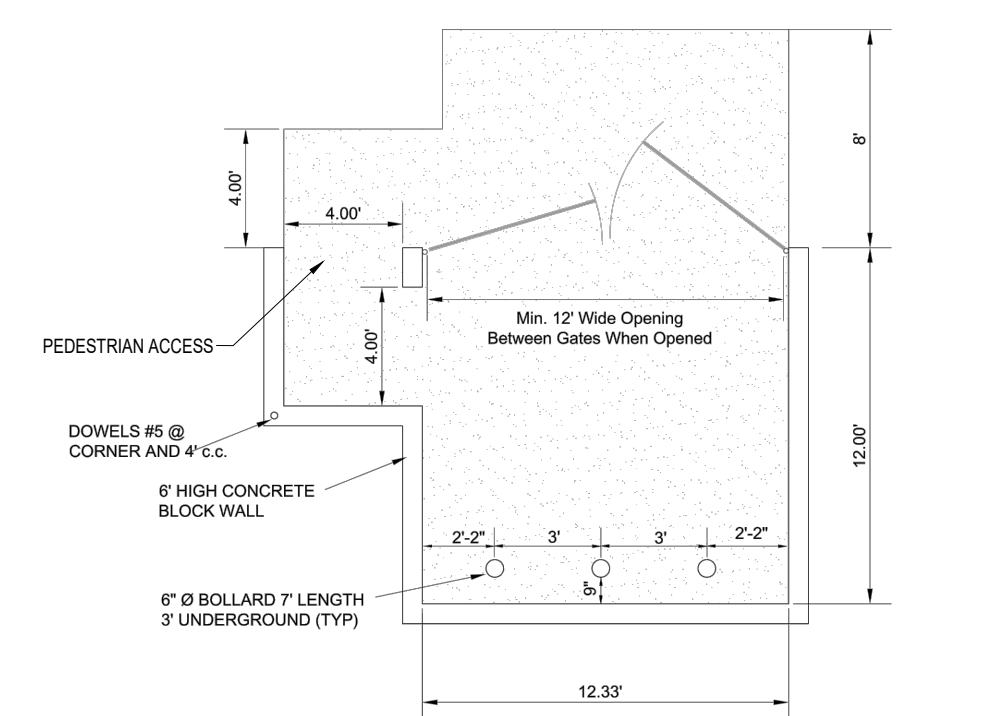 8'
4.00'
4.00'
PEDESTRIAN ACCESS
Min. 12' Wide Opening
Between Gates When Opened
4.00'
12.00'
DOWELS #5 @
CORNER AND 4' c.c.
6' HIGH CONCRETE
BLOCK WALL
2'-2"
3'
3'
2'-2"
9"
6" Ø BOLLARD 7' LENGTH
3' UNDERGROUND (TYP)
12.33'